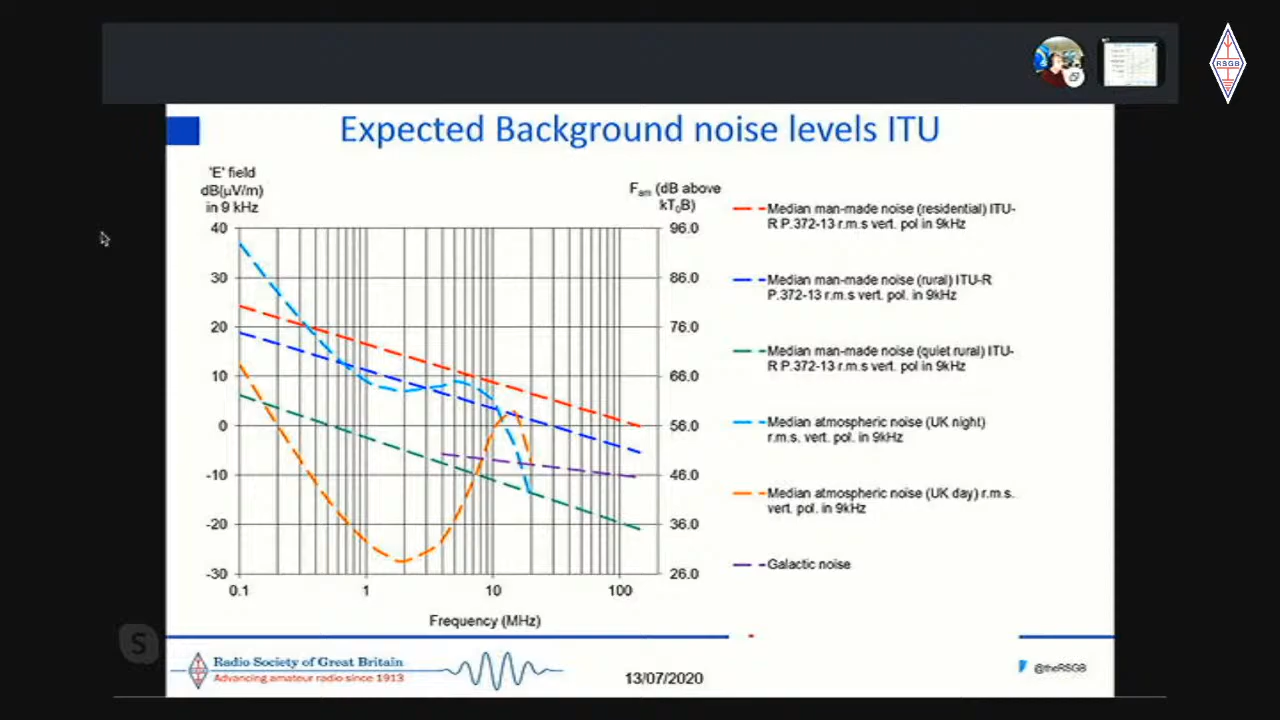 RSGB
Expected Background noise levels ITU
'E' field
dB(µV/m)
in 9 kHz
Fam (dB above
kT0B)
40
30
20
10
0
-10
-20
-30
96.0
86.0
76.0
66.0
56.0
46.0
36.0
26.0
0.1 1 10 100
Frequency (MHz)
Median man-made noise (residential) ITU-
R P.372-13 r.m.s vert. pol in 9kHz
Median man-made noise (rural) ITU-R
P.372-13 r.m.s vert. pol. in 9kHz
Median man-made noise (quiet rural) ITU-
R P.372-13 r.m.s vert. pol in 9kHz
Median atmospheric noise (UK night)
r.m.s. vert. pol. in 9kHz
Median atmospheric noise (UK day) r.m.s.
vert. pol. in 9kHz
Galactic noise
S
Radio Society of Great Britain
Advancing amateur radio since 1913
13/07/2020
@theRSGB